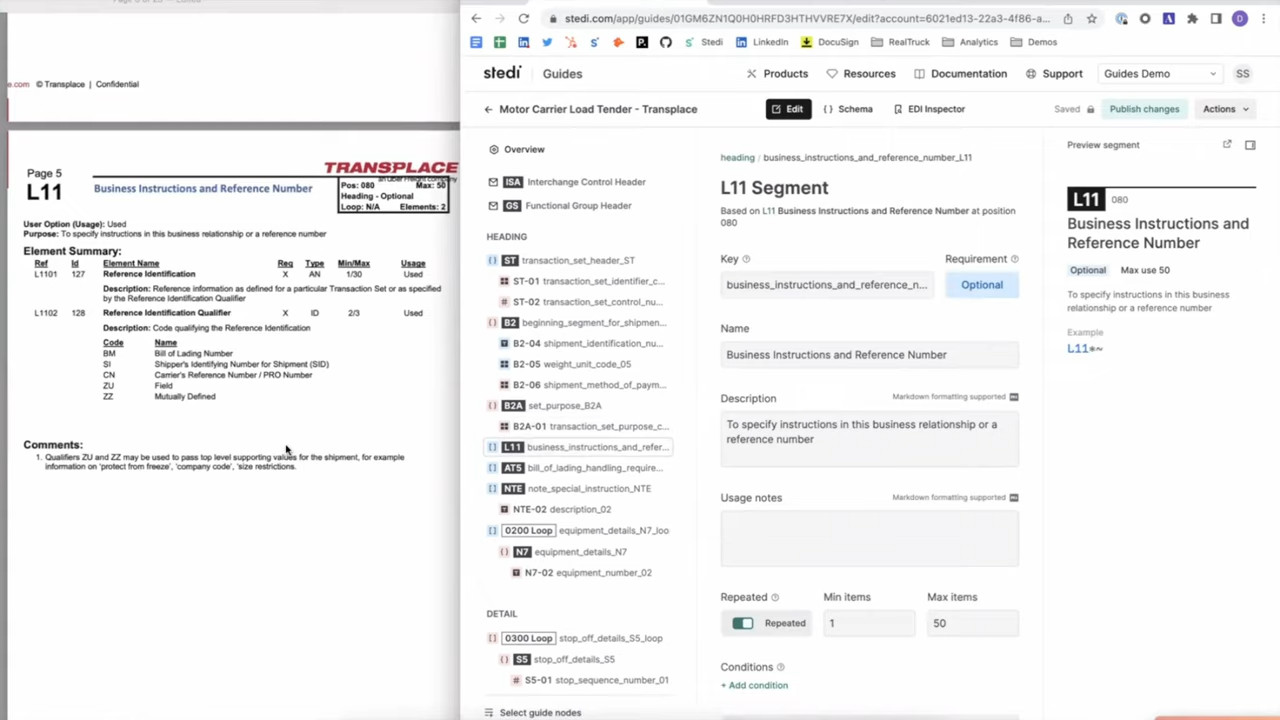 e.com © Transplace | Confidential
Page 5
TRANSPLACE
an Uber Freight company
L11
Business Instructions and Reference Number
Pos: 080 Max: 50
Heading - Optional
Loop: N/A Elements: 2
User Option (Usage): Used
Purpose: To specify instructions in this business relationship or a reference number
Element Summary:
Ref Id Element Name Req Type Min/Max Usage
L1101 127 Reference Identification X AN 1/30 Used
Description: Reference information as defined for a particular Transaction Set or as specified
by the Reference Identification Qualifier
L1102 128 Reference Identification Qualifier X ID 2/3 Used
Description: Code qualifying the Reference Identification
Code Name
BM Bill of Lading Number
SI Shipper's Identifying Number for Shipment (SID)
CN Carrier's Reference Number / PRO Number
ZU Field
ZZ Mutually Defined
Comments:
1. Qualifiers ZU and ZZ may be used to pass top level supporting values for the shipment, for example
information on 'protect from freeze', 'company code', 'size restrictions.
stedi.com/app/guides/01GM6ZN1Q0H0HRFD3HTHVVRE7X/edit?account=6021ed13-22a3-4f86-a...
D
Stedi LinkedIn DocuSign RealTruck Analytics Demos
stedi Guides Products Resources Documentation Support Guides Demo SS
Motor Carrier Load Tender - Transplace Edit Schema EDI Inspector Saved Publish changes Actions
Overview
ISA Interchange Control Header
GS Functional Group Header
HEADING
ST transaction_set_header_ST
ST-01 transaction_set_identifier_c...
ST-02 transaction_set_control_nu...
B2 beginning_segment_for_shipmen...
B2-04 shipment_identification_nu...
B2-05 weight_unit_code_05
B2-06 shipment_method_of_paym...
B2A set_purpose_B2A
B2A-01 transaction_set_purpose_c...
L11 business_instructions_and_refer...
AT5 bill_of_lading_handling_require...
NTE note_special_instruction_NTE
NTE-02 description_02
0200 Loop equipment_details_N7_loo
N7 equipment_details_N7
N7-02 equipment_number_02
DETAIL
0300 Loop stop_off_details_S5_loop
S5 stop_off_details_S5
S5-01 stop_sequence_number_01
Select guide nodes
heading / business_instructions_and_reference_number_L11
L11 Segment
Based on L11 Business Instructions and Reference Number at position
080
Key Requirement
business_instructions_and_reference_n... Optional
Name
Business Instructions and Reference Number
Description Markdown formatting supported
To specify instructions in this business relationship or a
reference number
Usage notes Markdown formatting supported
Repeated Min items Max items
Repeated 1 50
Conditions
+ Add condition
Preview segment
L11 080
Business Instructions and
Reference Number
Optional Max use 50
To specify instructions in this business
relationship or a reference number
Example
L11*~